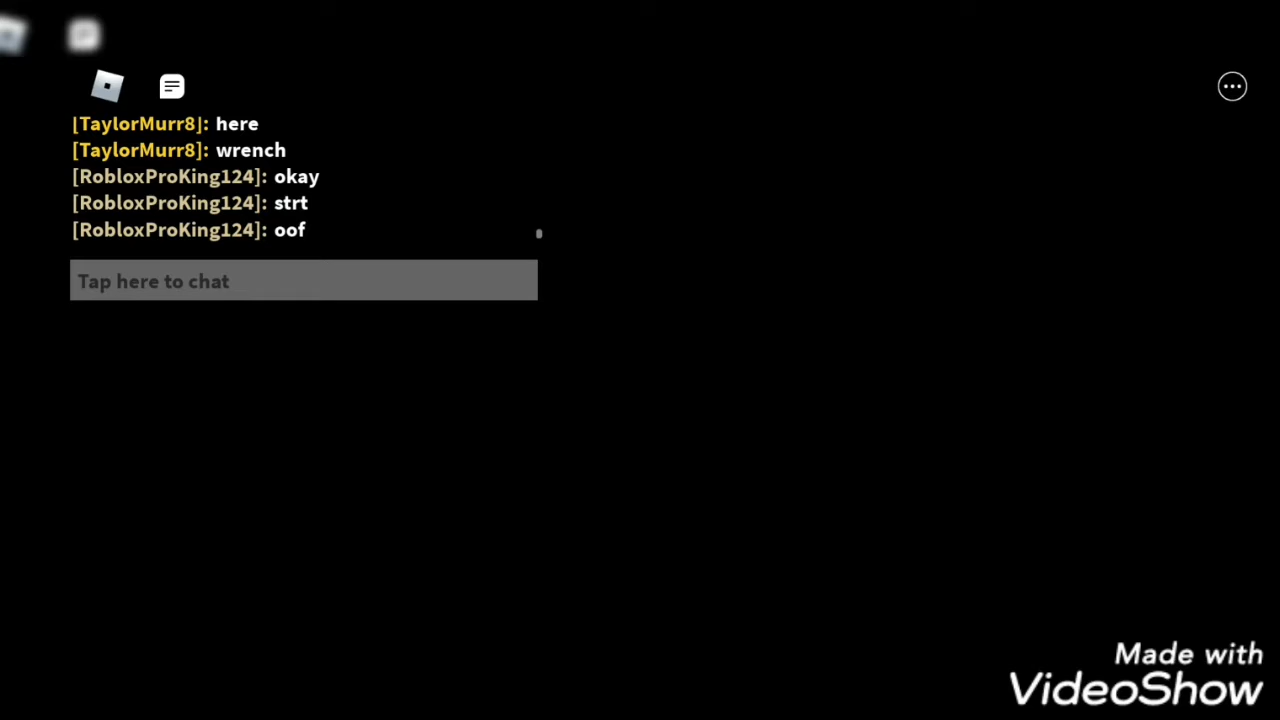 [TaylorMurr8]: here
[TaylorMurr8]: wrench
[RobloxProKing124]: okay
[RobloxProKing124]: strt
[RobloxProKing124]: oof
Tap here to chat
Made with
VideoShow